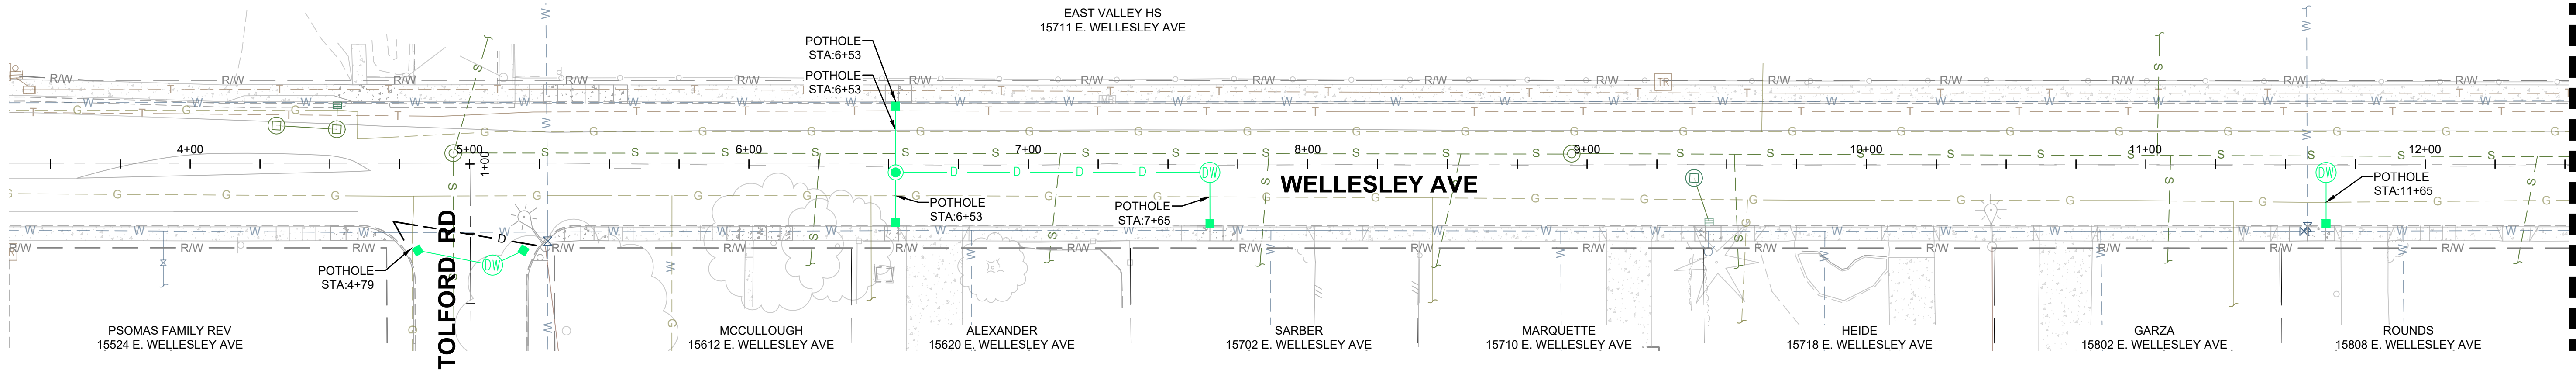 EAST VALLEY HS
15711 E. WELLESLEY AVE
POTHOLE
STA:6+53
POTHOLE
STA:6+53
R/W R/W R/W R/W R/W R/W R/W R/W R/W R/W R/W R/W R/W R/W R/W
TR
4+00 5+00 6+00 7+00 8+00 9+00 10+00 11+00 12+00
1+00
D D D D DW
DW
WELLESLEY AVE
POTHOLE
STA:6+53
POTHOLE
STA:7+65
POTHOLE
STA:11+65
TOLFORD RD
D
DW
R/W R/W R/W R/W R/W R/W R/W R/W R/W R/W R/W R/W R/W R/W R/W
POTHOLE
STA:4+79
PSOMAS FAMILY REV
15524 E. WELLESLEY AVE
MCCULLOUGH
15612 E. WELLESLEY AVE
ALEXANDER
15620 E. WELLESLEY AVE
SARBER
15702 E. WELLESLEY AVE
MARQUETTE
15710 E. WELLESLEY AVE
HEIDE
15718 E. WELLESLEY AVE
GARZA
15802 E. WELLESLEY AVE
ROUNDS
15808 E. WELLESLEY AVE